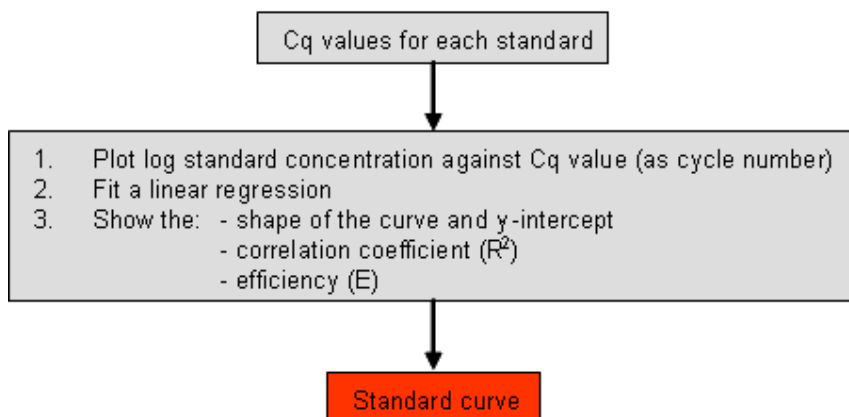 Cq values for each standard
1. Plot log standard concentration against Cq value (as cycle number)
2. Fit a linear regression
3. Show the: - shape of the curve and y-intercept
- correlation coefficient (R²)
- efficiency (E)
Standard curve